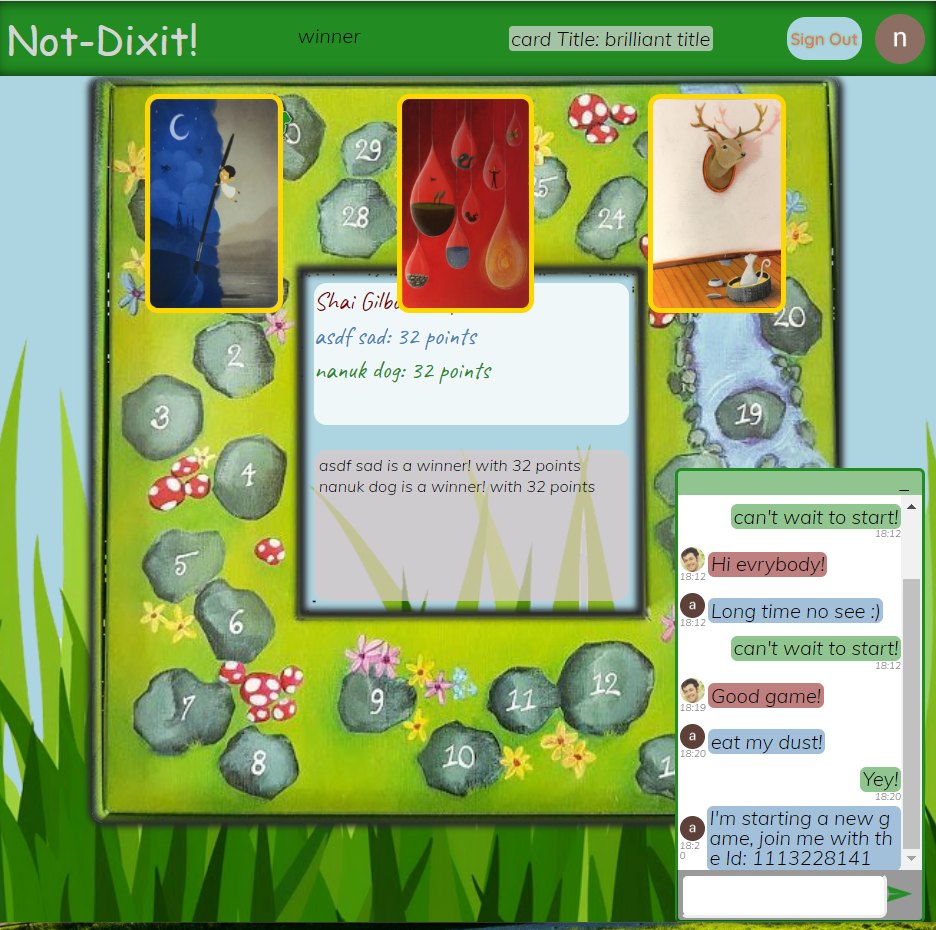 Not-Dixit!
winner
card Title: brilliant title
Sign Out
n
29
28
24
2
20
3
19
4
5
6
7
8
9
10
11
12
Shai
asdf sad: 32 points
nanuk dog: 32 points
asdf sad is a winner! with 32 points
nanuk dog is a winner! with 32 points
can't wait to start!
18:12
Hi evrybody!
18:12
a
Long time no see :)
18:12
can't wait to start!
18:12
Good game!
18:19
a
eat my dust!
18:20
Yey!
18:20
a
I'm starting a new g
ame, join me with th
e Id: 1113228141
18:2
0